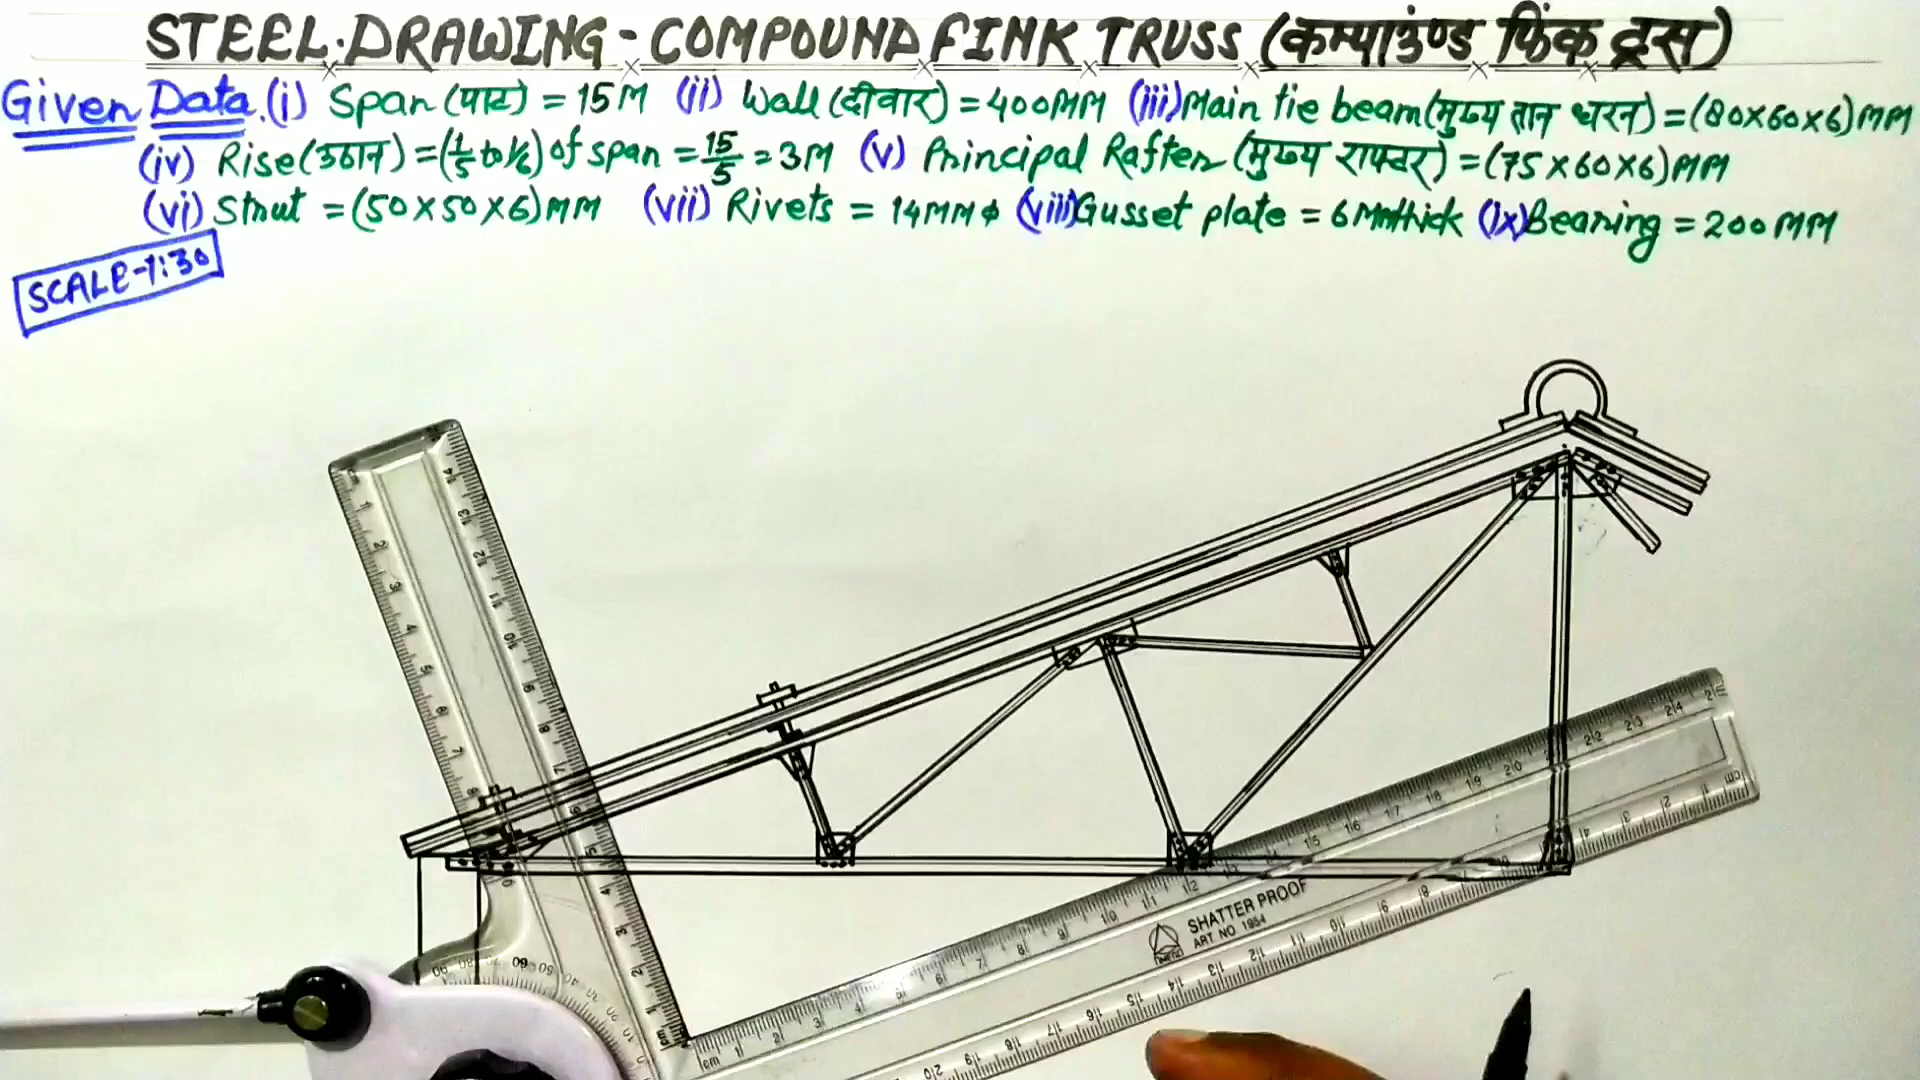 STEEL.DRAWING - COMPOUND FINK TRUSS (कम्पाउंण्ड फिंक ट्रस)
Given Data.(i) Span (पाट) = 15M (ii) Wall (दीवार) = 400MM (iii) Main tie beam(मुख्य तान धरन) = (80x60x6)MM
(iv) Rise(उठान) = (1/5 to 1/6) of span = 15/5 = 3M (v) Principal Rafter (मुख्य राफ्टर) = (75x60x6)MM
(vi) Strut = (50x50x6)MM (vii) Rivets = 14MMϕ (viii) Gusset plate = 6MM thick (ix) Bearing = 200MM
SCALE-1:30
SHATTER PROOF
ART NO 1954